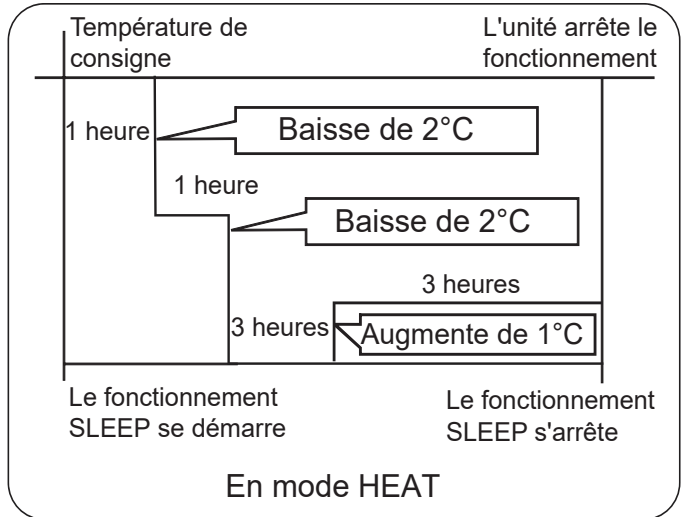 Température de
consigne
L'unité arrête le
fonctionnement
1 heure
Baisse de 2°C
1 heure
Baisse de 2°C
3 heures
3 heures
Augmente de 1°C
Le fonctionnement
SLEEP se démarre
Le fonctionnement
SLEEP s'arrête
En mode HEAT